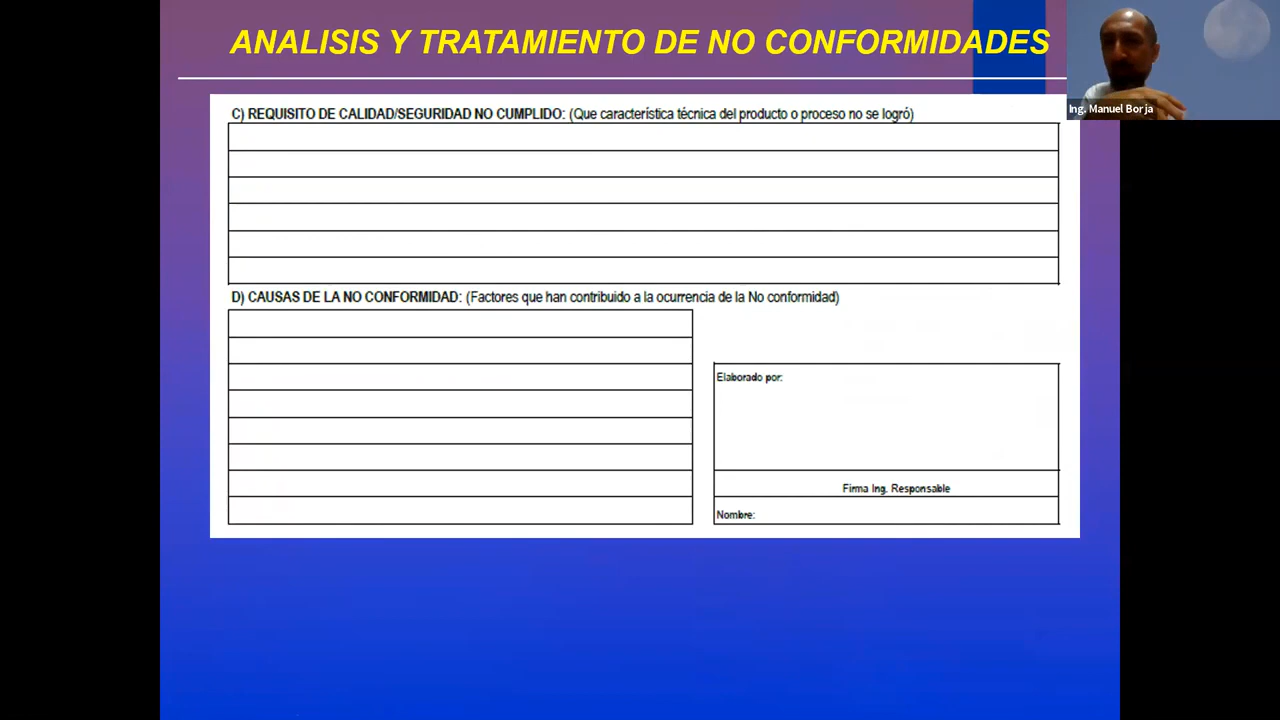 ANALISIS Y TRATAMIENTO DE NO CONFORMIDADES
Ing. Manuel Borja
C) REQUISITO DE CALIDAD/SEGURIDAD NO CUMPLIDO: (Que característica técnica del producto o proceso no se logró)
D) CAUSAS DE LA NO CONFORMIDAD: (Factores que han contribuido a la ocurrencia de la No conformidad)
Elaborado por:
Firma Ing. Responsable
Nombre: